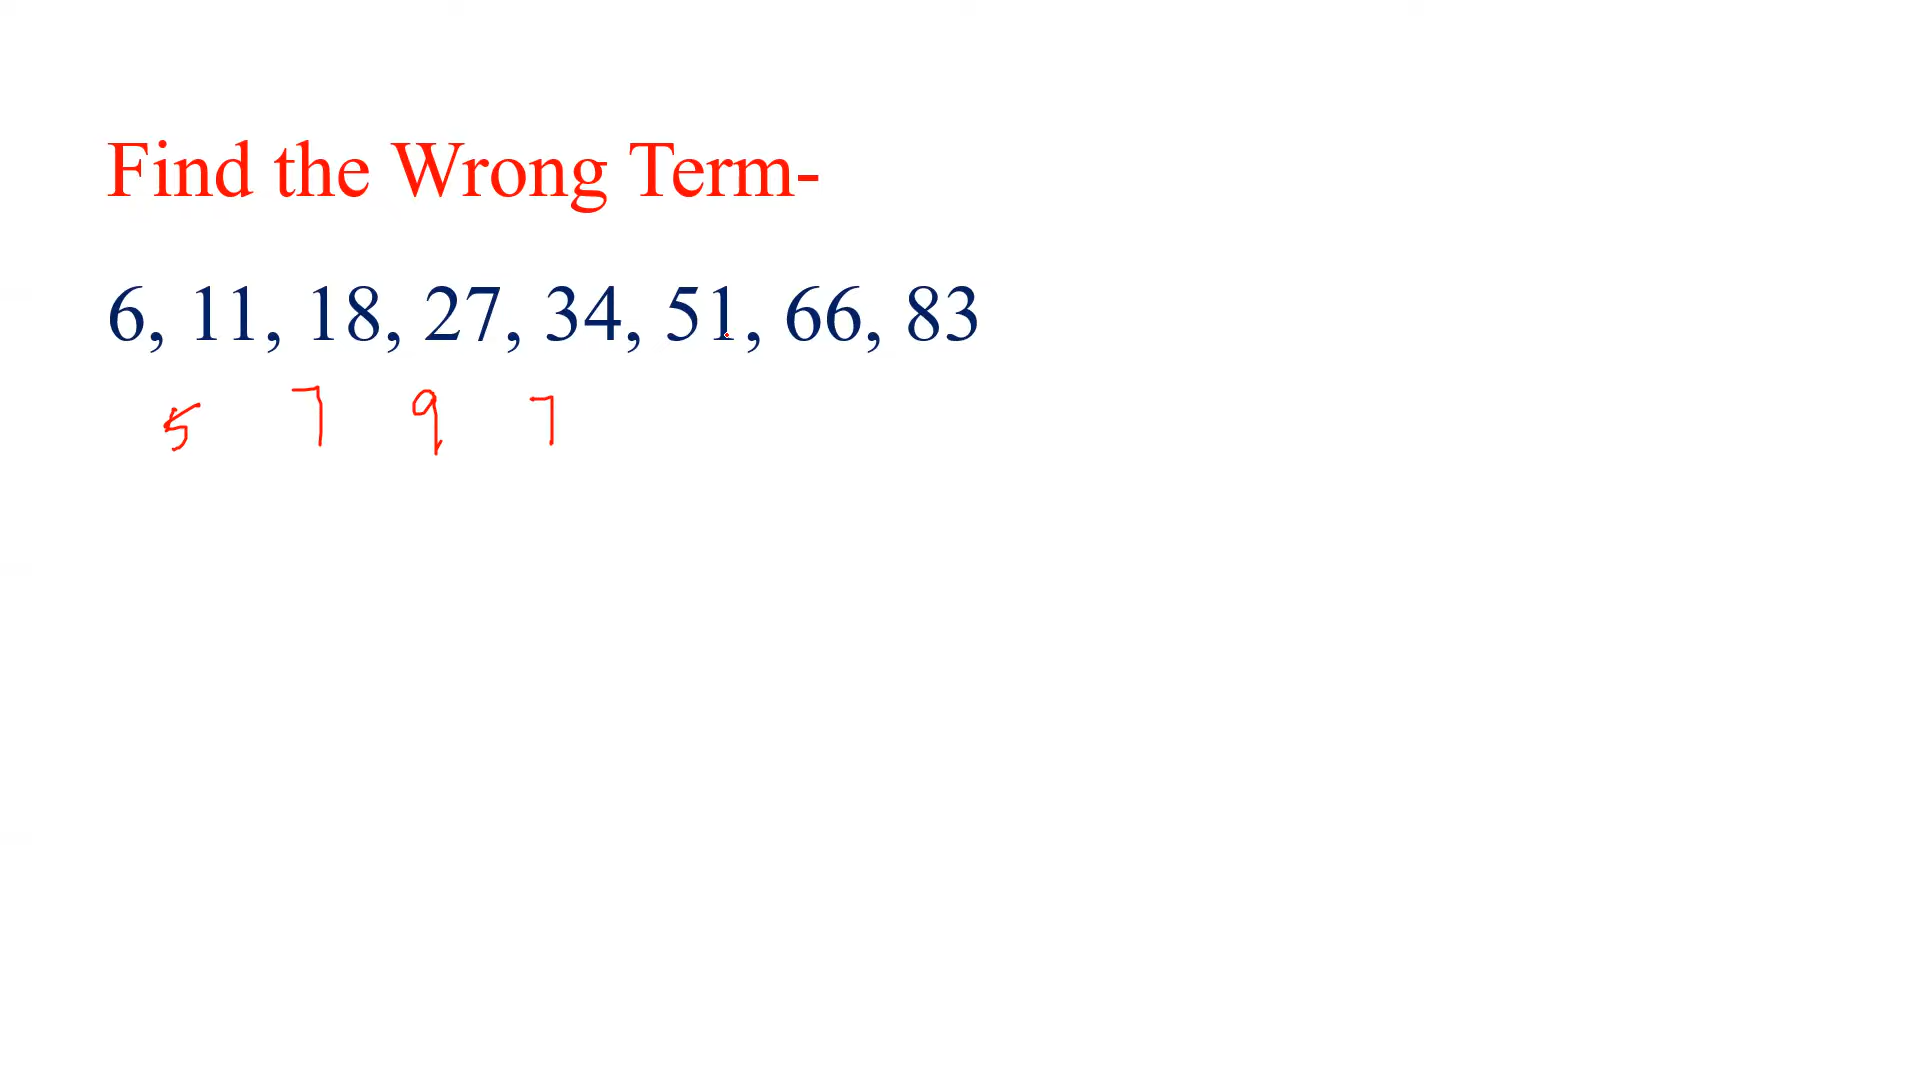 Find the Wrong Term-
6, 11, 18, 27, 34, 51, 66, 83
5 7 9 7